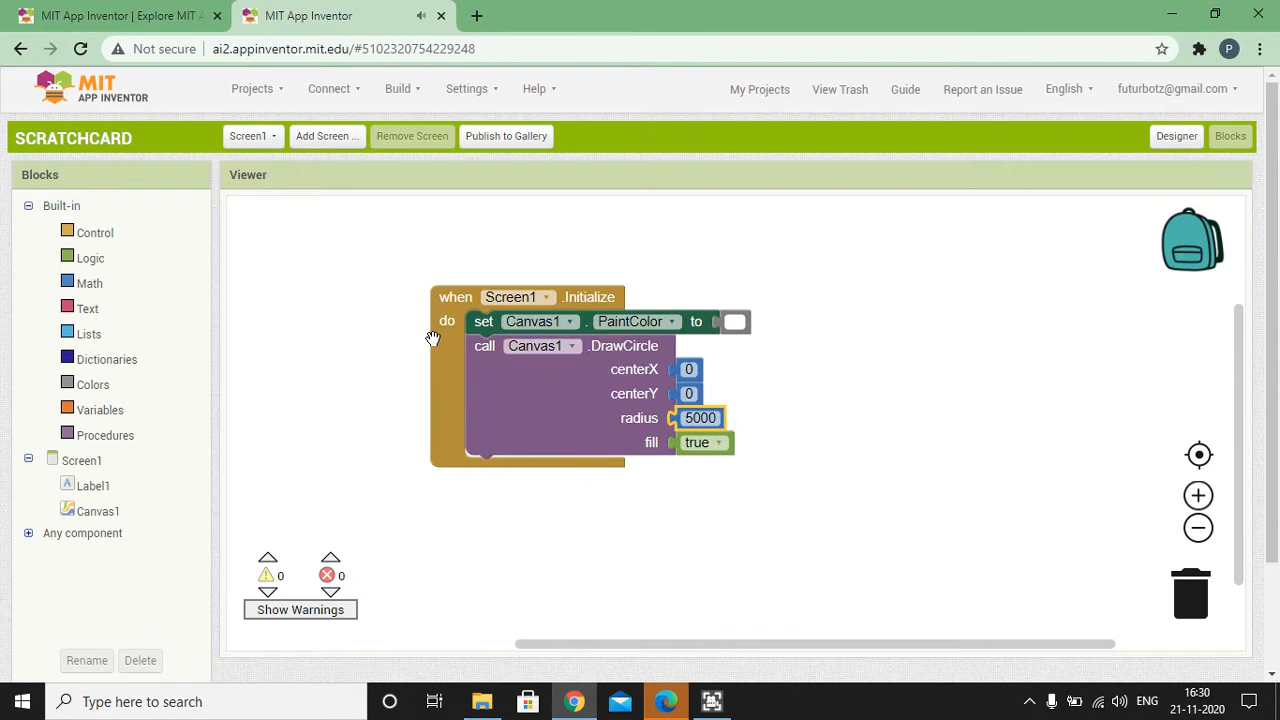 MIT App Inventor | Explore MIT A
MIT App Inventor
Not secure
ai2.appinventor.mit.edu/#5102320754229248
P
MIT
APP INVENTOR
Projects
Connect
Build
Settings
Help
My Projects
View Trash
Guide
Report an Issue
English
futurbotz@gmail.com
SCRATCHCARD
Screen1
Add Screen ...
Remove Screen
Publish to Gallery
Designer
Blocks
Blocks
Viewer
Built-in
Control
Logic
Math
Text
Lists
Dictionaries
Colors
Variables
Procedures
Screen1
A Label1
Canvas1
Any component
Rename
Delete
when Screen1 .Initialize
do set Canvas1 . PaintColor to
call Canvas1 .DrawCircle
centerX 0
centerY 0
radius 5000
fill true
0
0
Show Warnings
Type here to search
ENG
16:30
21-11-2020